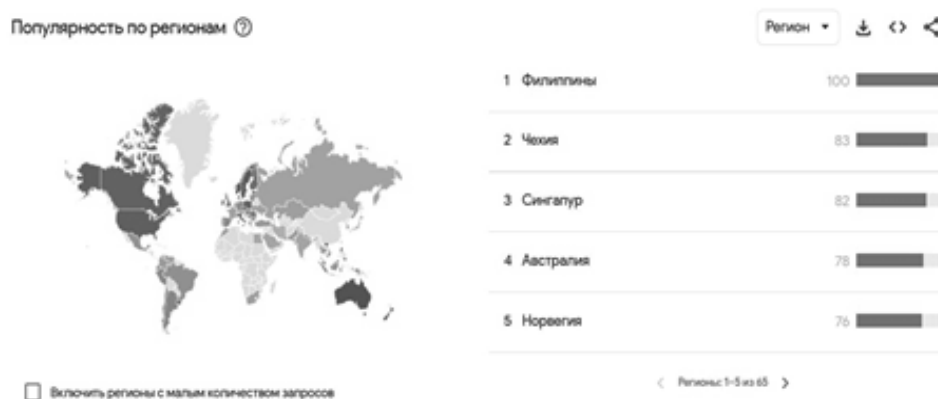 Популярность по регионам
Регион
1 Филиппины 100
2 Чехия 83
3 Сингапур 82
4 Австралия 78
5 Норвегия 76
Включить регионы с малым количеством запросов
Регионы: 1–5 из 65